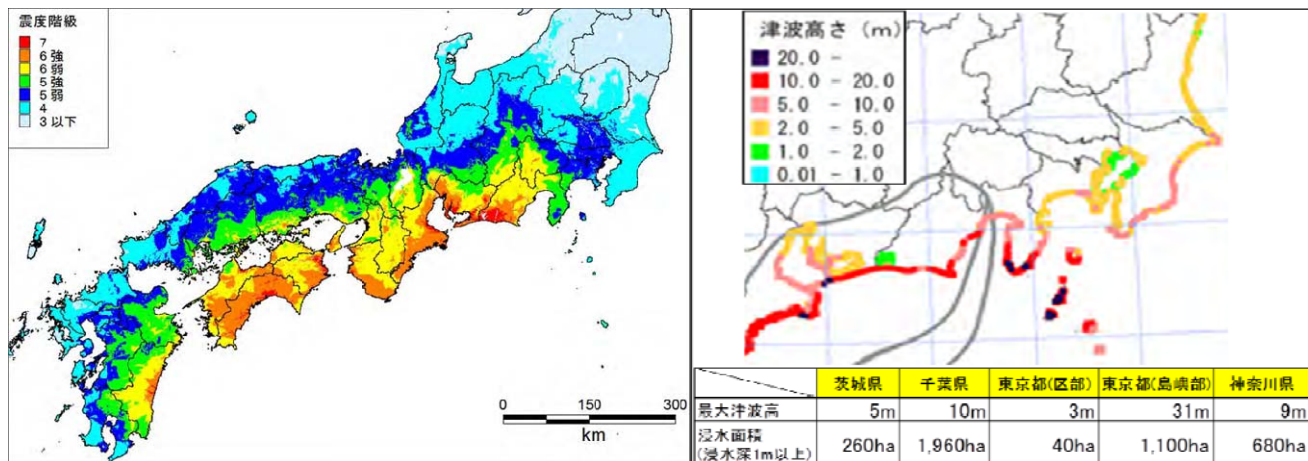 震度階級
7
6強
6弱
5強
5弱
4
3以下
0 150 300
km
津波高さ (m)
20.0 -
10.0 - 20.0
5.0 - 10.0
2.0 - 5.0
1.0 - 2.0
0.01 - 1.0
茨城県 千葉県 東京都(区部) 東京都(島嶼部) 神奈川県
最大津波高 5m 10m 3m 31m 9m
浸水面積
(浸水深1m以上) 260ha 1,960ha 40ha 1,100ha 680ha